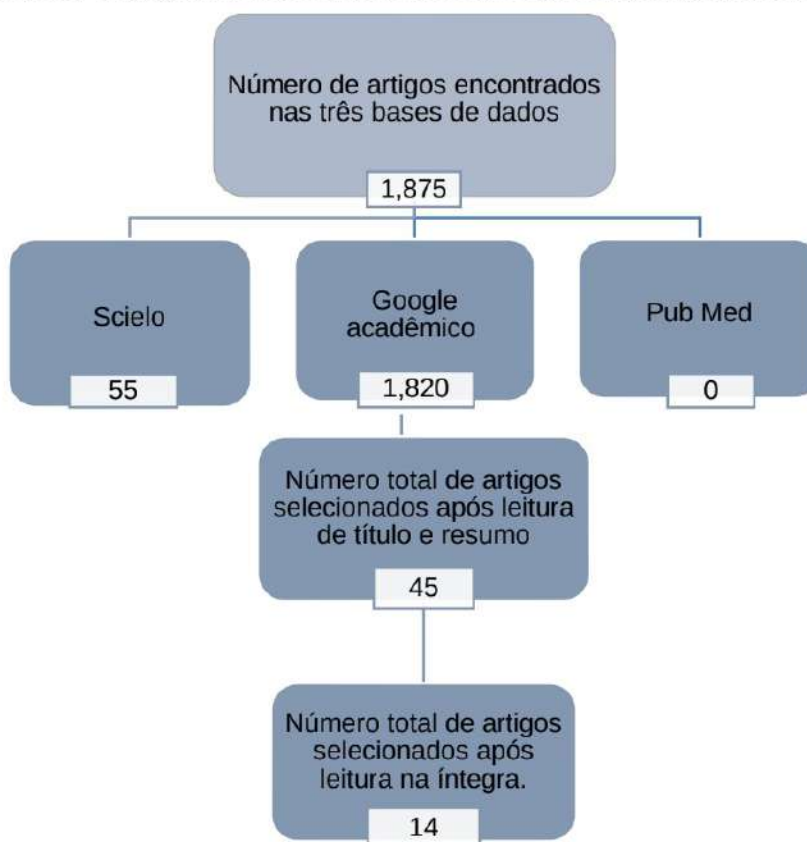 Número de artigos encontrados
nas três bases de dados
1,875
Scielo
55
Google
acadêmico
1,820
Pub Med
0
Número total de artigos
selecionados após leitura
de título e resumo
45
Número total de artigos
selecionados após
leitura na íntegra.
14